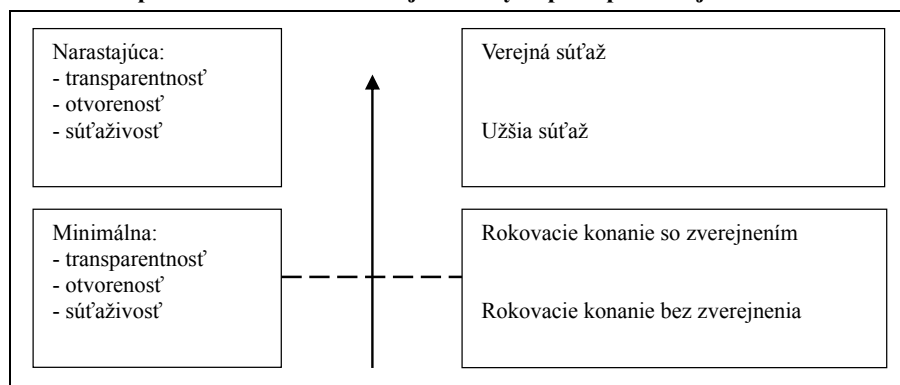 Narastajúca:
- transparentnosť
- otvorenosť
- súťaživosť
Verejná súťaž
Užšia súťaž
Minimálna:
- transparentnosť
- otvorenosť
- súťaživosť
Rokovacie konanie so zverejnením
Rokovacie konanie bez zverejnenia